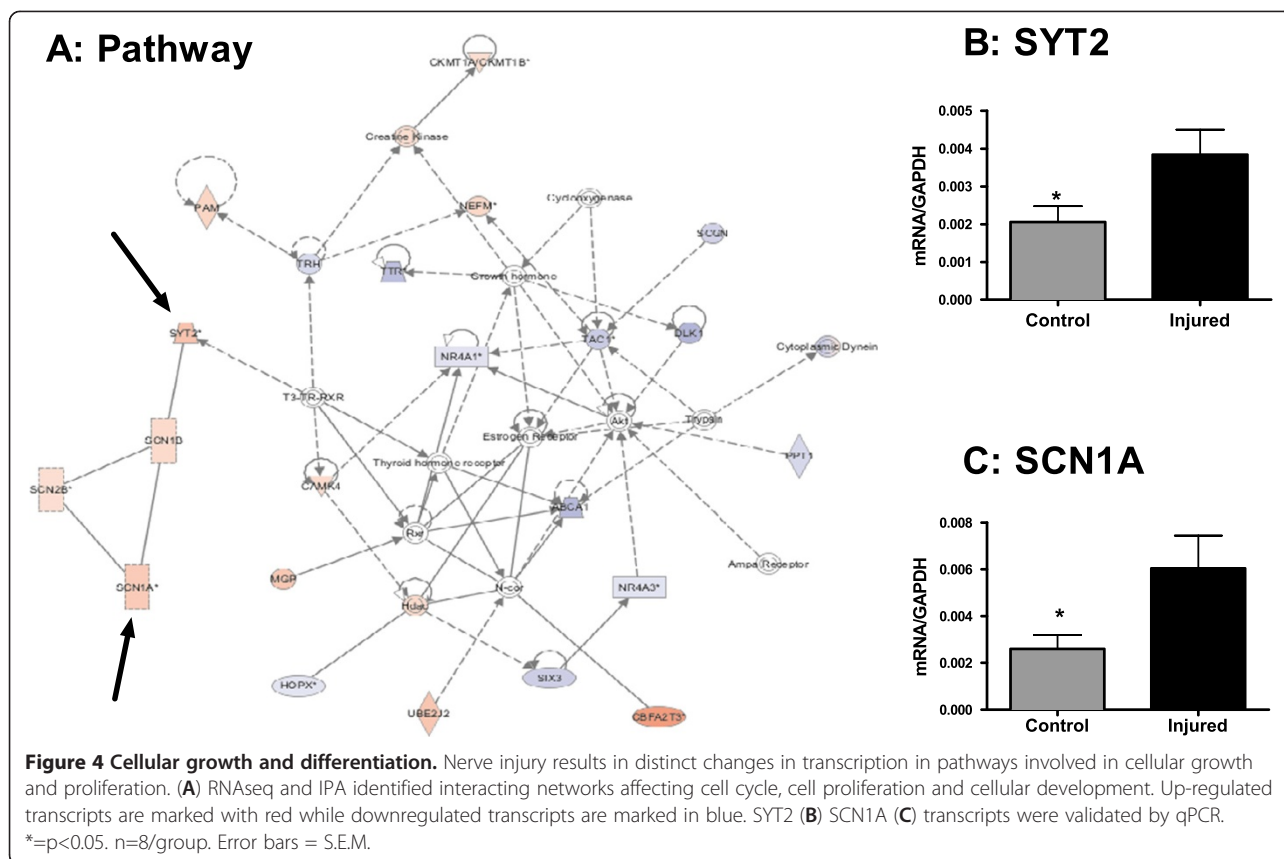 A: Pathway
CKMT1A/CKMT1B*
Creatine Kinase
PAM
NEFM*
Cyclooxygenase
SCGN
TRH
TTR*
Growth hormone
SYT2*
NR4A1*
TAC1*
DLK1
Cytoplasmic Dynein
T3-TR-RXR
Akt
Trypsin
SCN1B
Estrogen Receptor
Thyroid hormone receptor
PPT1
SCN2B*
CAMK4
ABCA1
Rxr
MGP
N-cor
Ampa Receptor
SCN1A*
Hdac
NR4A3*
HOPX*
SIX3
UBE2J2
CBFA2T3*
B: SYT2
mRNA/GAPDH
0.005
0.004
0.003
0.002
0.001
0.000
*
Control Injured
C: SCN1A
mRNA/GAPDH
0.008
0.006
0.004
0.002
0.000
*
Control Injured
Figure 4 Cellular growth and differentiation. Nerve injury results in distinct changes in transcription in pathways involved in cellular growth
and proliferation. (A) RNAseq and IPA identified interacting networks affecting cell cycle, cell proliferation and cellular development. Up-regulated
transcripts are marked with red while downregulated transcripts are marked in blue. SYT2 (B) SCN1A (C) transcripts were validated by qPCR.
*=p<0.05. n=8/group. Error bars = S.E.M.